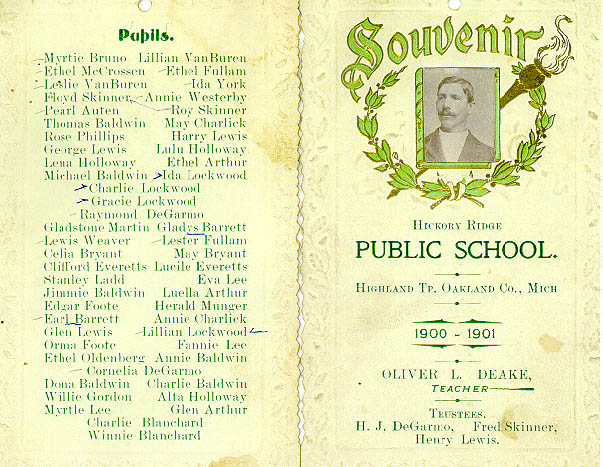 Pupils.
Myrtie Bruno Lillian VanBuren
Ethel McCrossen Ethel Fullam
Leslie VanBuren Ida York
Floyd Skinner, Annie Westerby
Pearl Auten Roy Skinner
Thomas Baldwin May Charlick
Rose Phillips Harry Lewis
George Lewis Lulu Holloway
Lena Holloway Ethel Arthur
Michael Baldwin Ida Lockwood
Charlie Lockwood
Gracie Lockwood
Raymond DeGarmo
Gladstone Martin Gladys Barrett
Lewis Weaver Lester Fullam
Celia Bryant May Bryant
Clifford Everetts Lucile Everetts
Stanley Ladd Eva Lee
Jimmie Baldwin Luella Arthur
Edgar Foote Herald Munger
Earl Barrett Annie Charlick
Glen Lewis Lillian Lockwood
Orma Foote Fannie Lee
Ethel Oldenberg Annie Baldwin
Cornelia DeGarmo
Dona Baldwin Charlie Baldwin
Willie Gordon Alta Holloway
Myrtle Lee Glen Arthur
Charlie Blanchard
Winnie Blanchard
Souvenir
Hickory Ridge
PUBLIC SCHOOL.
Highland Tp. Oakland Co., Mich
1900 - 1901
OLIVER L. DEAKE,
TEACHER
Trustees.
H. J. DeGarmo, Fred Skinner,
Henry Lewis.